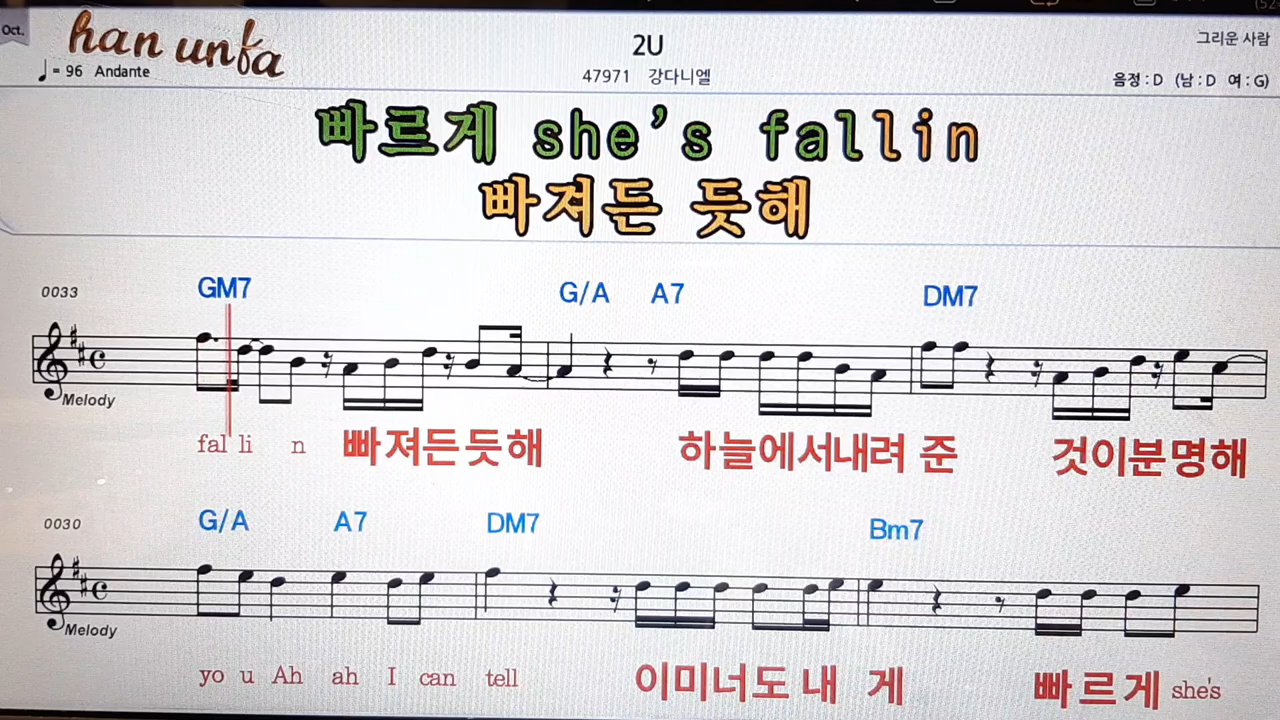 Oct.
han unfa
2U
그리운 사람
♩ = 96 Andante
47971 강다니엘
음정 : D (남 : D 여 : G)
빠르게 she's fallin
빠져든 듯해
0033
GM7 G/A A7 DM7
Melody
fal li n 빠져든듯해 하늘에서내려 준 것이분명해
0030
G/A A7 DM7 Bm7
Melody
yo u Ah ah I can tell 이미너도 내 게 빠르게 she's